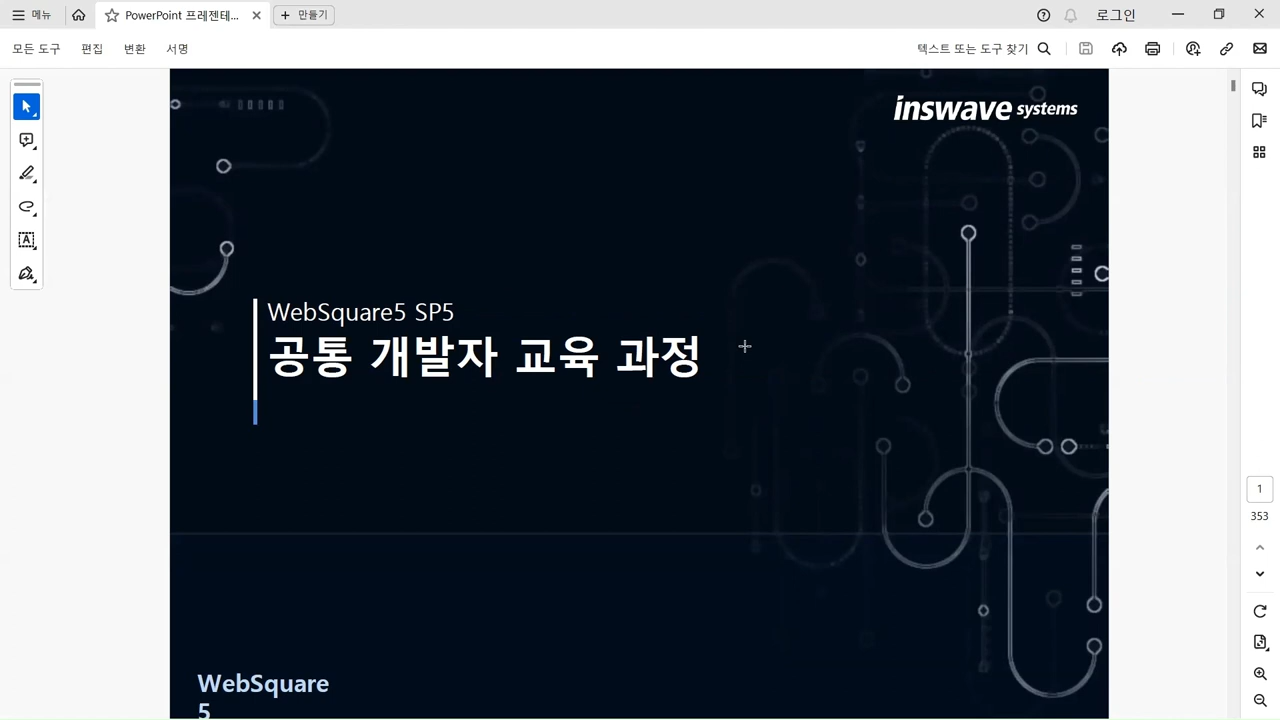 메뉴
PowerPoint 프레젠테...
만들기
로그인
모든 도구
편집
변환
서명
텍스트 또는 도구 찾기
inswave systems
WebSquare5 SP5
공통 개발자 교육 과정
1
353
WebSquare
5